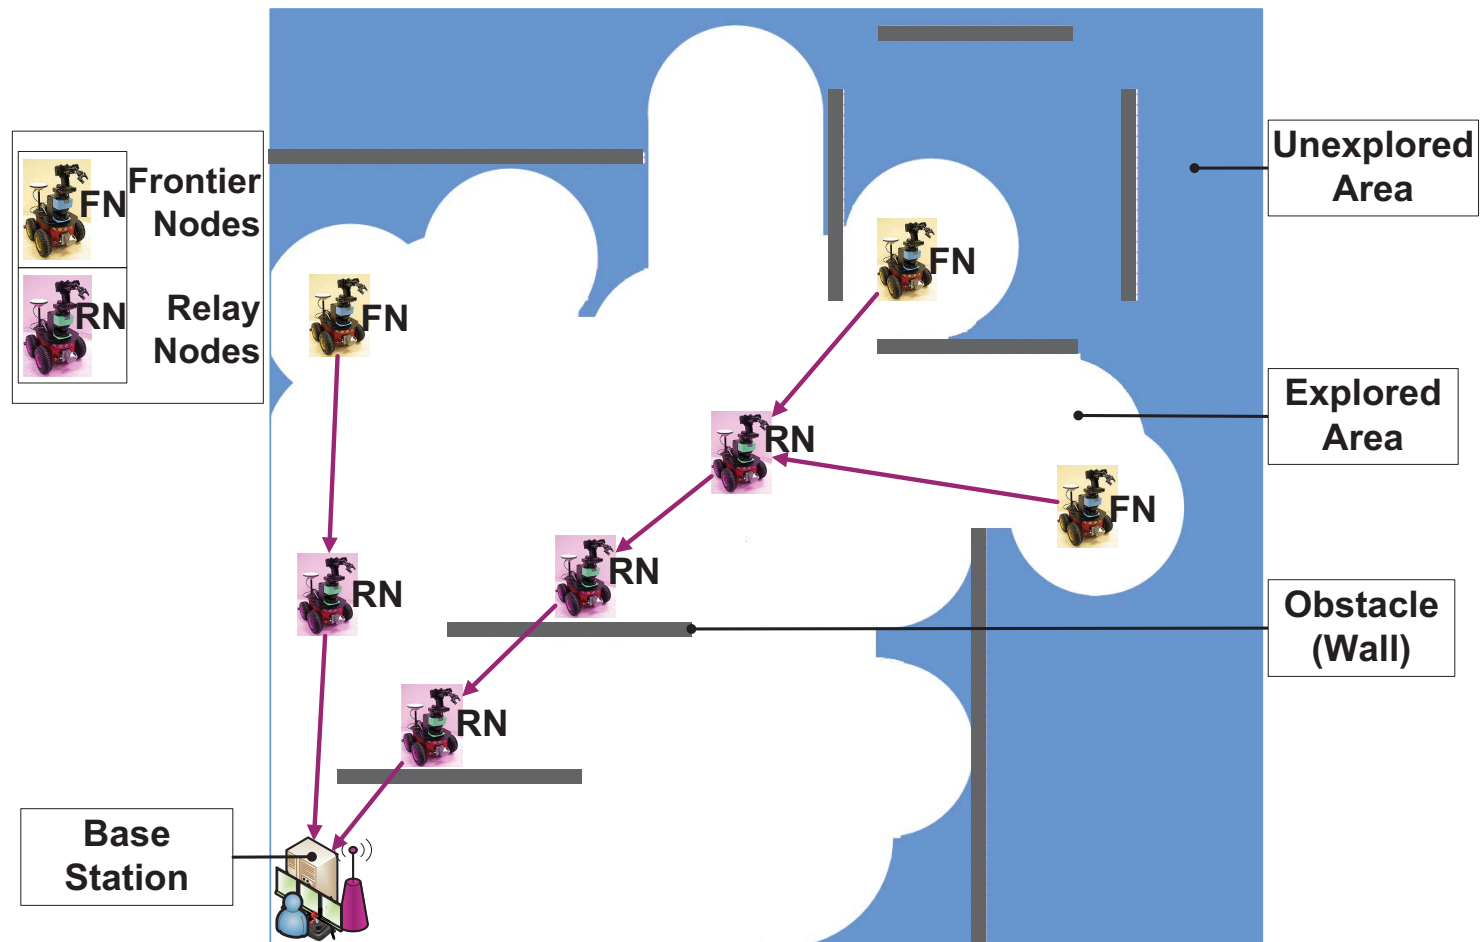 FN
Frontier
Nodes
RN
Relay
Nodes
Unexplored
Area
FN
FN
Explored
Area
RN
FN
RN
RN
Obstacle
(Wall)
RN
Base
Station